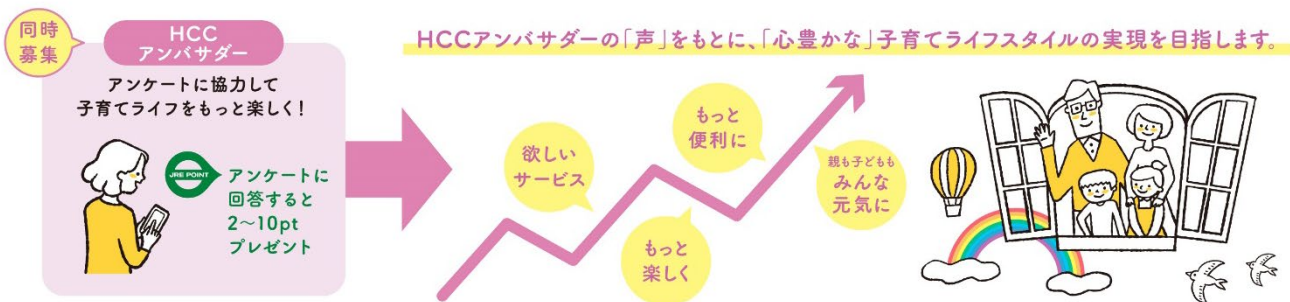 同時
募集
HCC
アンバサダー
アンケートに協力して
子育てライフをもっと楽しく!
JRE POINT
アンケートに
回答すると
2〜10pt
プレゼント
HCCアンバサダーの「声」をもとに、「心豊かな」子育てライフスタイルの実現を目指します。
欲しい
サービス
もっと
楽しく
もっと
便利に
親も子どもも
みんな
元気に